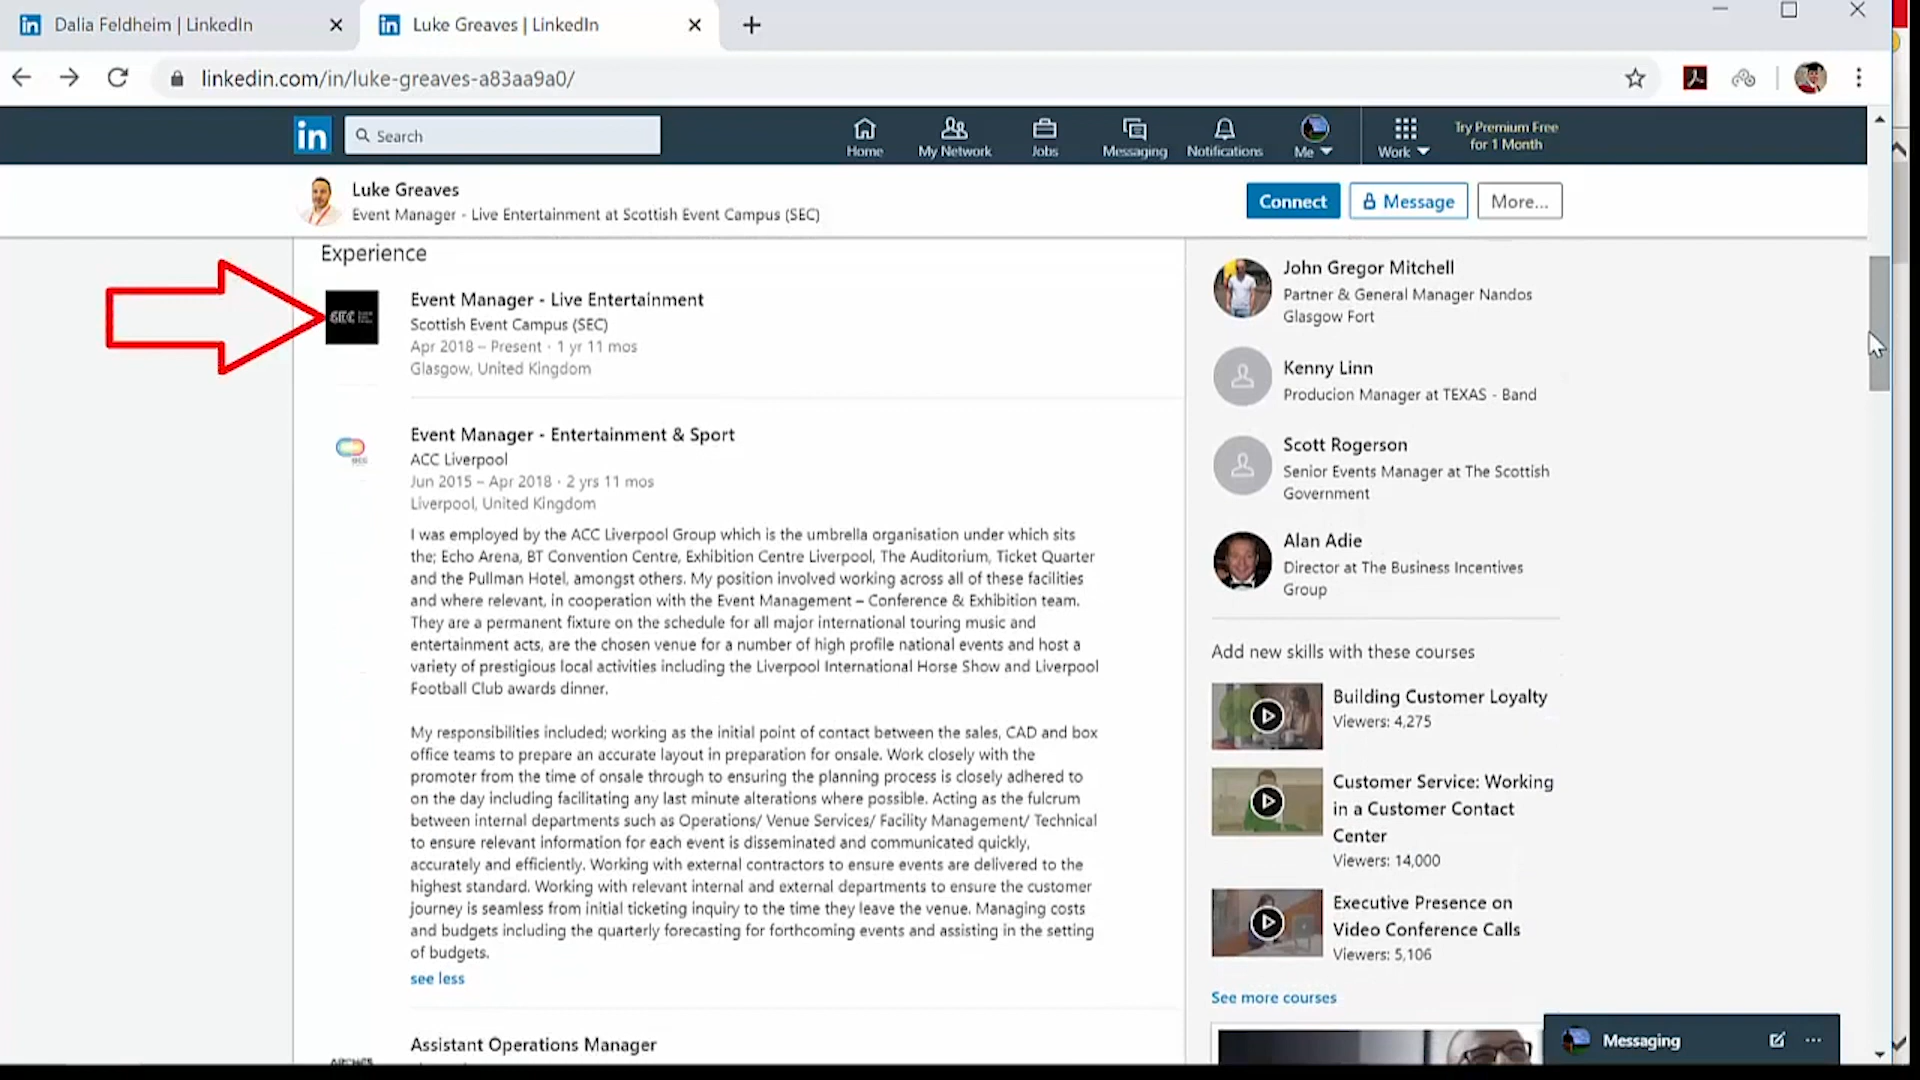 Dalia Feldheim | LinkedIn
Luke Greaves | LinkedIn
linkedin.com/in/luke-greaves-a83aa9a0/
in
Search
Home
My Network
Jobs
Messaging
Notifications
Me
Work
Try Premium Free
for 1 Month
Luke Greaves
Event Manager - Live Entertainment at Scottish Event Campus (SEC)
Connect
Message
More...
Experience
Event Manager - Live Entertainment
Scottish Event Campus (SEC)
Apr 2018 – Present · 1 yr 11 mos
Glasgow, United Kingdom
Event Manager - Entertainment & Sport
ACC Liverpool
Jun 2015 – Apr 2018 · 2 yrs 11 mos
Liverpool, United Kingdom
I was employed by the ACC Liverpool Group which is the umbrella organisation under which sits
the; Echo Arena, BT Convention Centre, Exhibition Centre Liverpool, The Auditorium, Ticket Quarter
and the Pullman Hotel, amongst others. My position involved working across all of these facilities
and where relevant, in cooperation with the Event Management – Conference & Exhibition team.
They are a permanent fixture on the schedule for all major international touring music and
entertainment acts, are the chosen venue for a number of high profile national events and host a
variety of prestigious local activities including the Liverpool International Horse Show and Liverpool
Football Club awards dinner.
My responsibilities included; working as the initial point of contact between the sales, CAD and box
office teams to prepare an accurate layout in preparation for onsale. Work closely with the
promoter from the time of onsale through to ensuring the planning process is closely adhered to
on the day including facilitating any last minute alterations where possible. Acting as the fulcrum
between internal departments such as Operations/ Venue Services/ Facility Management/ Technical
to ensure relevant information for each event is disseminated and communicated quickly,
accurately and efficiently. Working with external contractors to ensure events are delivered to the
highest standard. Working with relevant internal and external departments to ensure the customer
journey is seamless from initial ticketing inquiry to the time they leave the venue. Managing costs
and budgets including the quarterly forecasting for forthcoming events and assisting in the setting
of budgets.
see less
Assistant Operations Manager
John Gregor Mitchell
Partner & General Manager Nandos
Glasgow Fort
Kenny Linn
Producion Manager at TEXAS - Band
Scott Rogerson
Senior Events Manager at The Scottish
Government
Alan Adie
Director at The Business Incentives
Group
Add new skills with these courses
Building Customer Loyalty
Viewers: 4,275
Customer Service: Working
in a Customer Contact
Center
Viewers: 14,000
Executive Presence on
Video Conference Calls
Viewers: 5,106
See more courses
Messaging